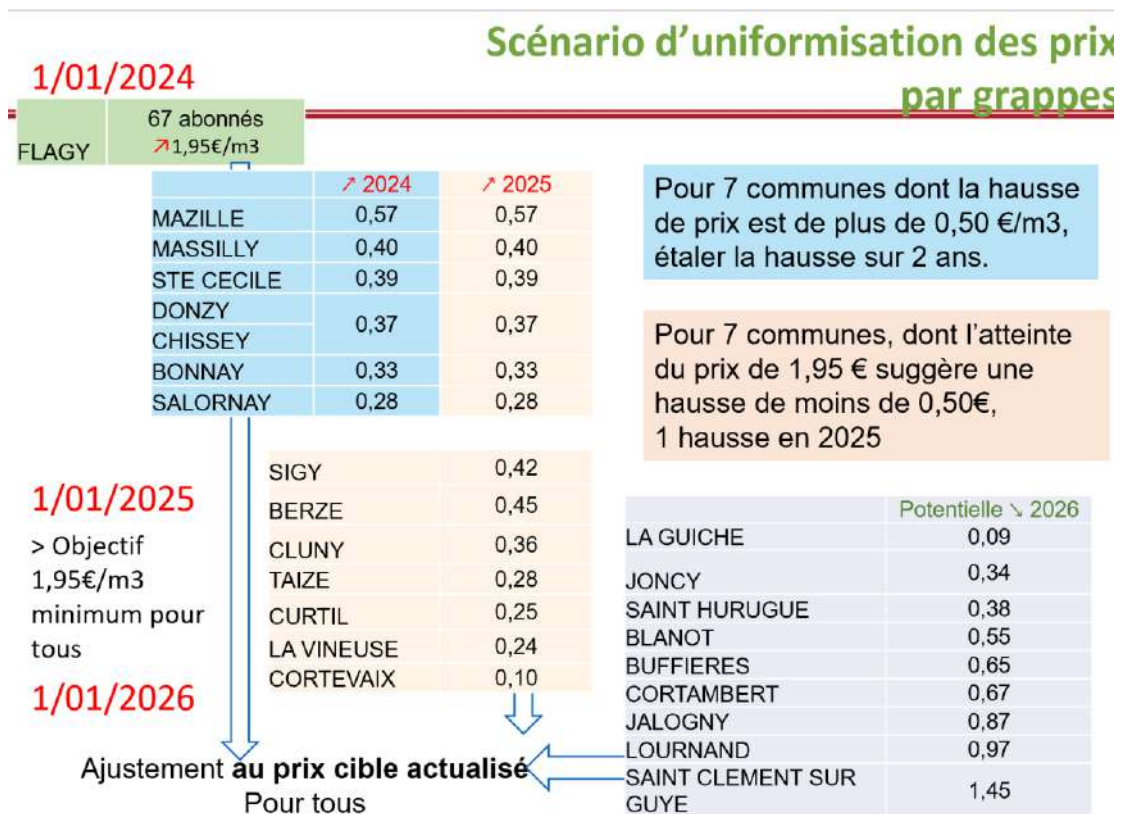 Scénario d'uniformisation des prix
par grappes
1/01/2024
FLAGY
67 abonnés
↗1,95€/m3
↗ 2024 ↗ 2025
MAZILLE 0,57 0,57
MASSILLY 0,40 0,40
STE CECILE 0,39 0,39
DONZY
CHISSEY
0,37 0,37
BONNAY 0,33 0,33
SALORNAY 0,28 0,28
Pour 7 communes dont la hausse
de prix est de plus de 0,50 €/m3,
étaler la hausse sur 2 ans.
Pour 7 communes, dont l'atteinte
du prix de 1,95 € suggère une
hausse de moins de 0,50€,
1 hausse en 2025
1/01/2025
> Objectif
1,95€/m3
minimum pour
tous
1/01/2026
SIGY 0,42
BERZE 0,45
CLUNY 0,36
TAIZE 0,28
CURTIL 0,25
LA VINEUSE 0,24
CORTEVAIX 0,10
Potentielle ↘ 2026
LA GUICHE 0,09
JONCY 0,34
SAINT HURUGUE 0,38
BLANOT 0,55
BUFFIERES 0,65
CORTAMBERT 0,67
JALOGNY 0,87
LOURNAND 0,97
SAINT CLEMENT SUR
GUYE
1,45
Ajustement au prix cible actualisé
Pour tous